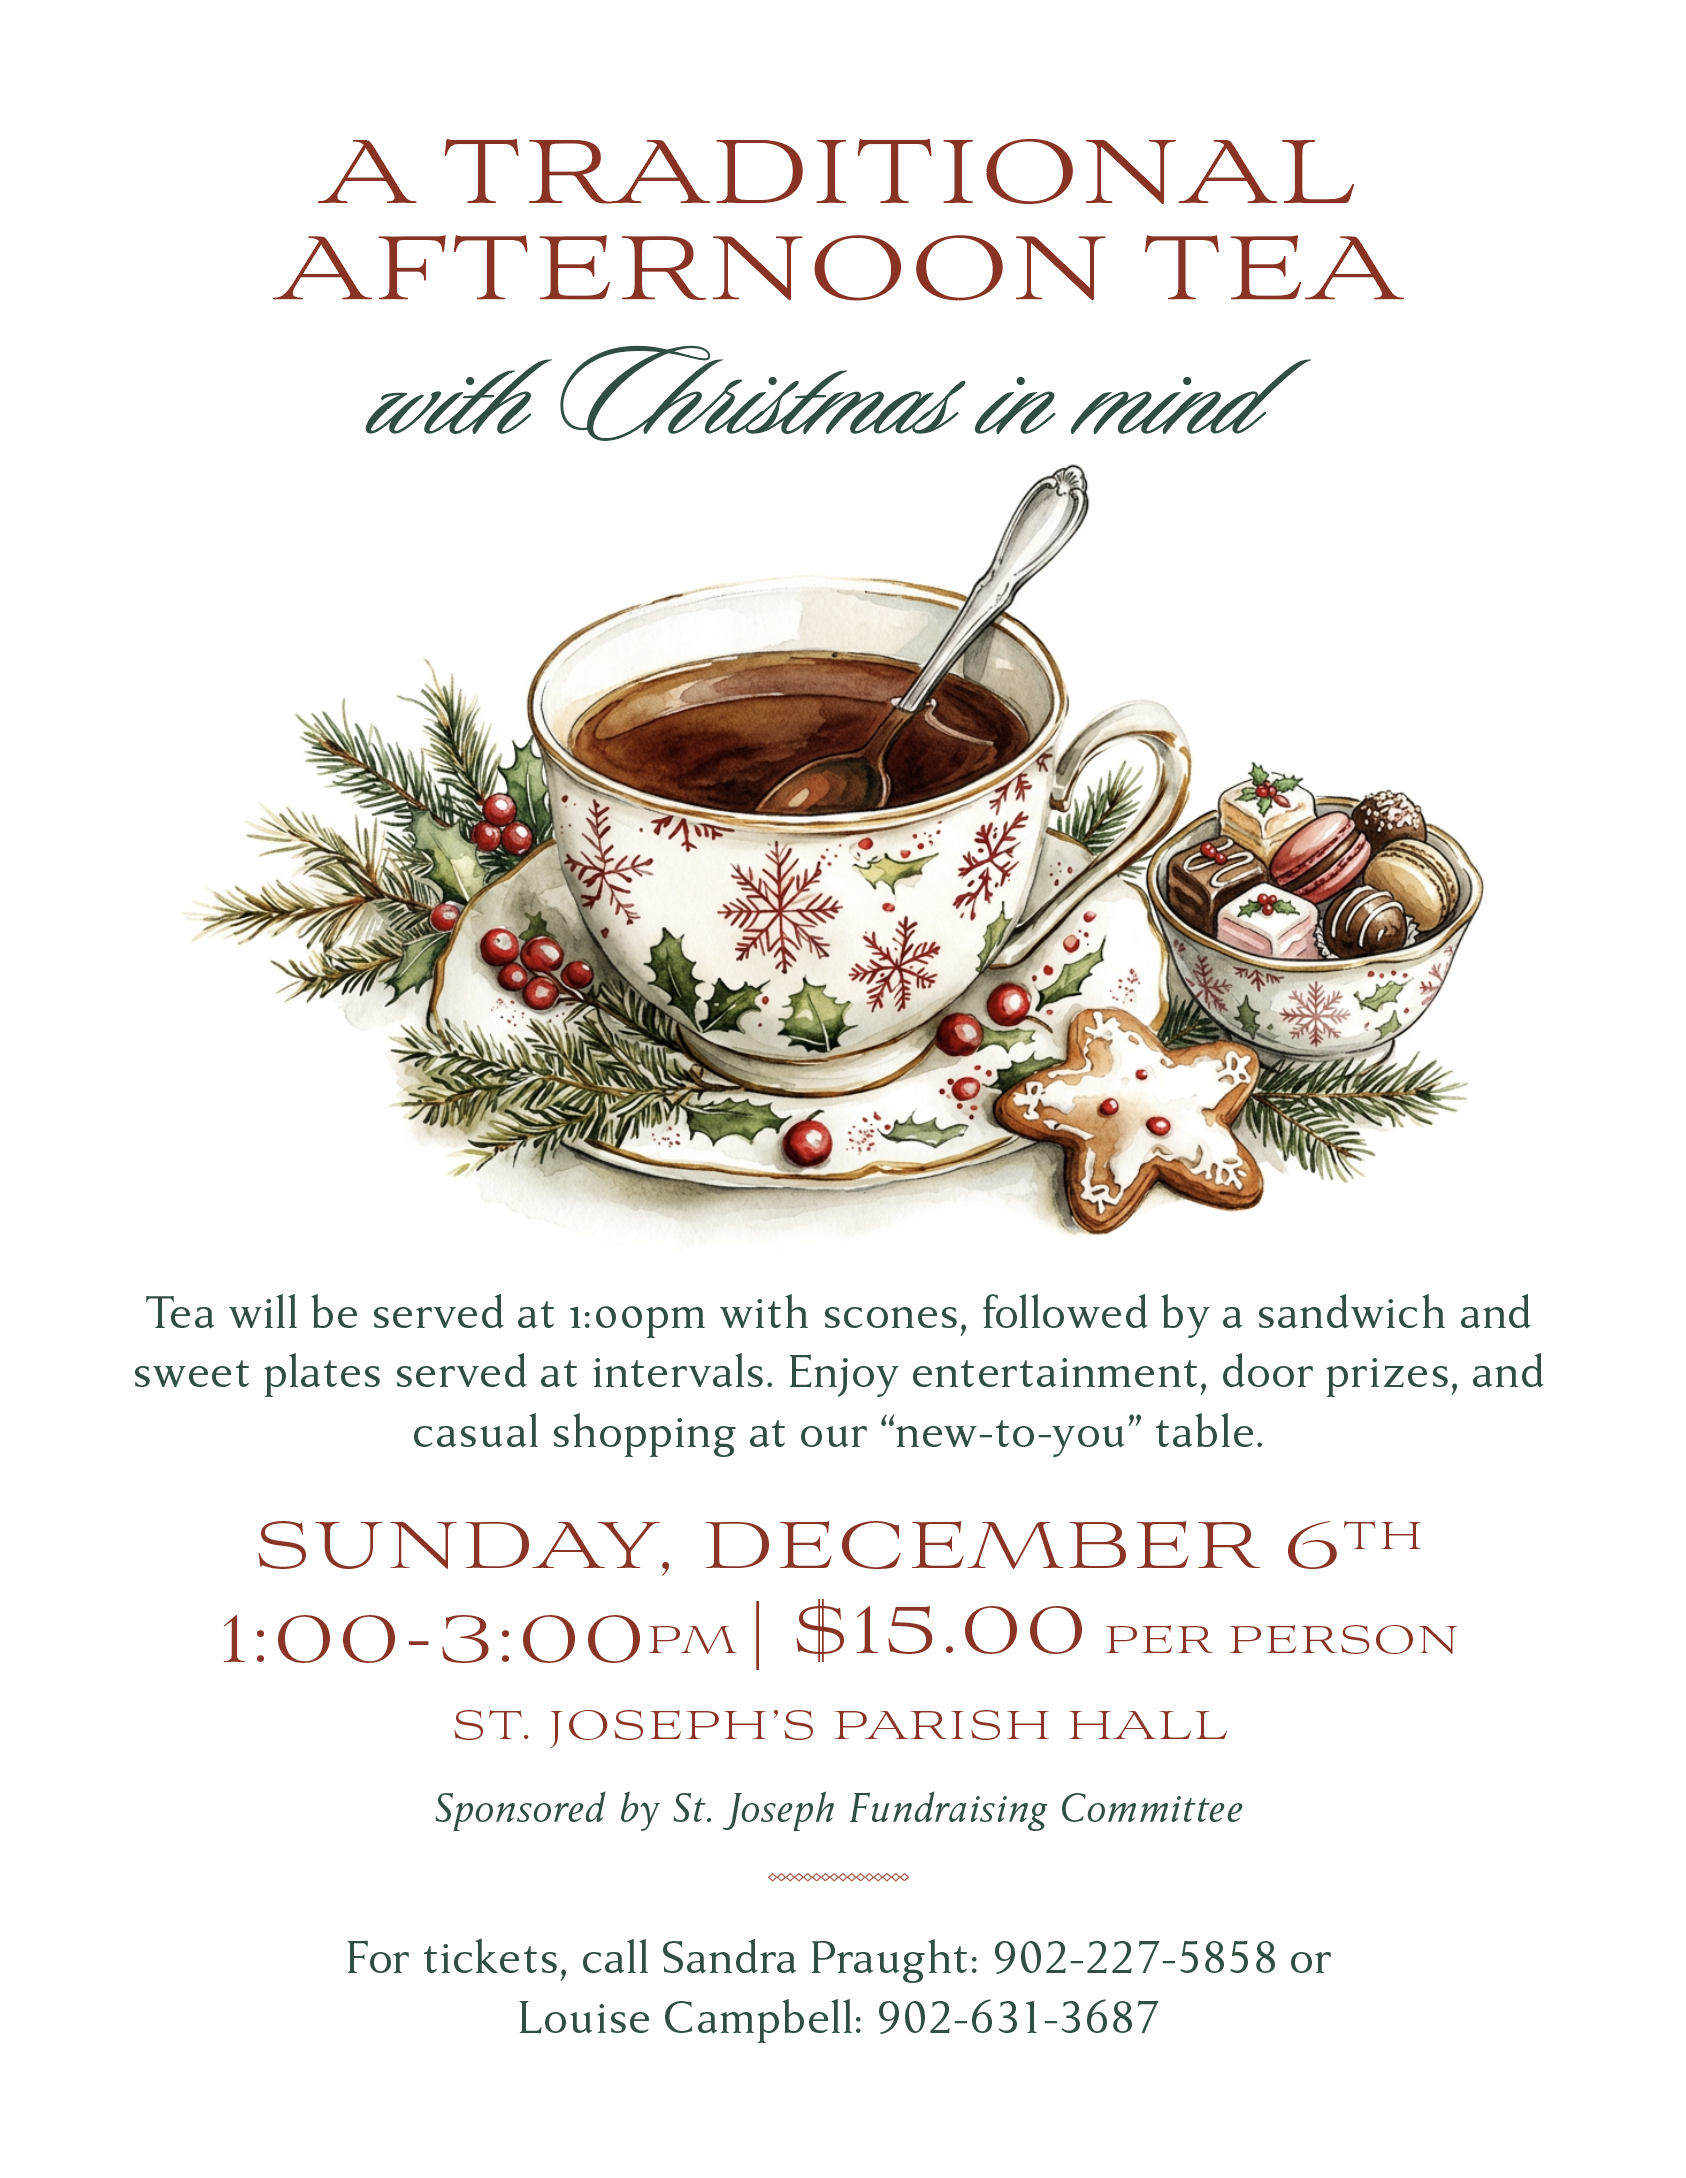 A TRADITIONAL
AFTERNOON TEA
with Christmas in mind
Tea will be served at 1:00pm with scones, followed by a sandwich and
sweet plates served at intervals. Enjoy entertainment, door prizes, and
casual shopping at our “new-to-you” table.
SUNDAY, DECEMBER 6TH
1:00-3:00PM | $15.00 PER PERSON
ST. JOSEPH’S PARISH HALL
Sponsored by St. Joseph Fundraising Committee
For tickets, call Sandra Praught: 902-227-5858 or
Louise Campbell: 902-631-3687